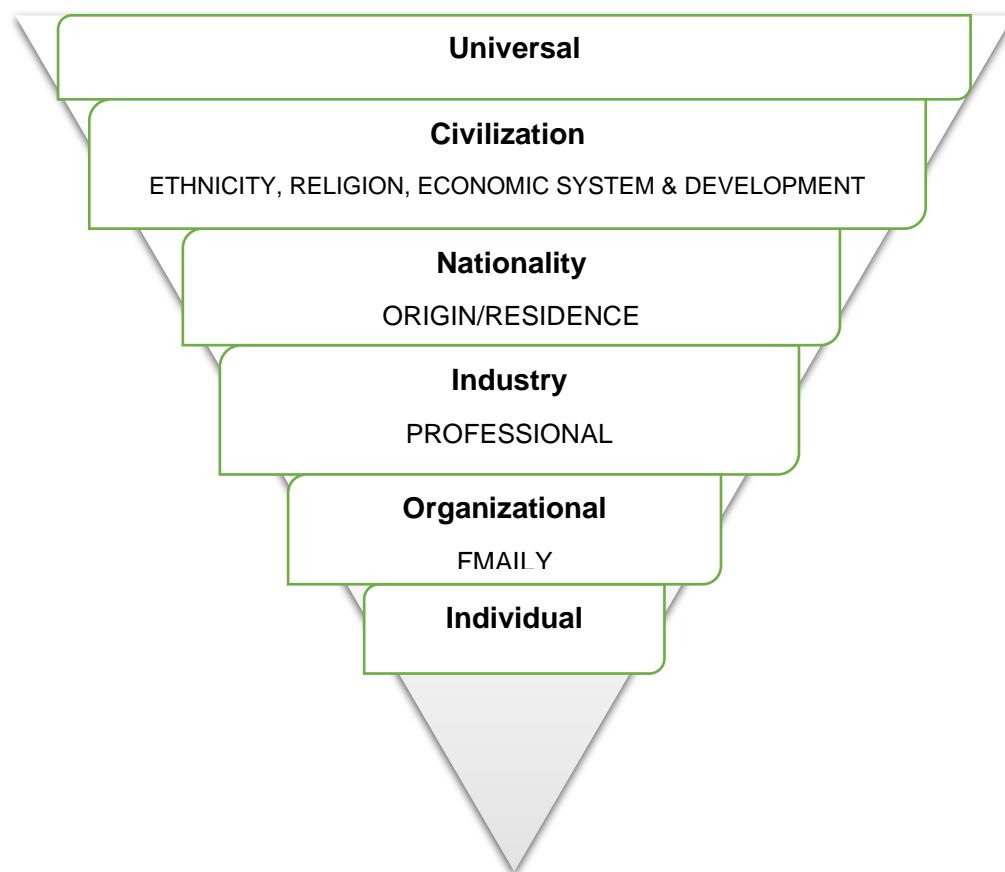 Universal
Civilization
ETHNICITY, RELIGION, ECONOMIC SYSTEM & DEVELOPMENT
Nationality
ORIGIN/RESIDENCE
Industry
PROFESSIONAL
Organizational
FMAILY
Individual